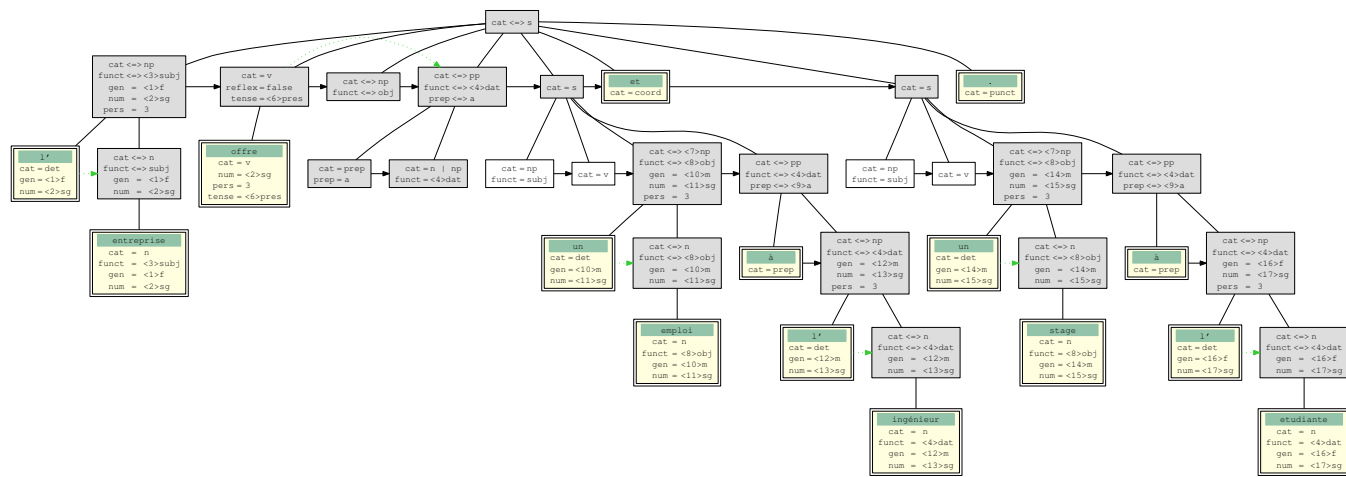 cat <=> s
cat <=> np
funct <=> <3>subj
gen = <1>f
num = <2>sg
pers = 3
cat = v
reflex = false
tense = <6>pres
cat <=> np
funct <=> obj
cat <=> pp
funct <=> <4>dat
prep <=> a
cat = s
et
cat = coord
cat = s
.
cat = punct
l'
cat = det
gen = <1>f
num = <2>sg
cat <=> n
funct <=> subj
gen = <1>f
num = <2>sg
offre
cat = v
num = <2>sg
pers = 3
tense = <6>pres
cat = prep
prep = a
cat = n | np
funct = <4>dat
cat = np
funct = subj
cat = v
cat <=> <7>np
funct <=> <8>obj
gen = <10>m
num = <11>sg
pers = 3
cat <=> pp
funct <=> <4>dat
prep <=> <9>a
cat = np
funct = subj
cat = v
cat <=> <7>np
funct <=> <8>obj
gen = <14>m
num = <15>sg
pers = 3
cat <=> pp
funct <=> <4>dat
prep <=> <9>a
entreprise
cat = n
funct = <3>subj
gen = <1>f
num = <2>sg
un
cat = det
gen = <10>m
num = <11>sg
cat <=> n
funct <=> <8>obj
gen = <10>m
num = <11>sg
à
cat = prep
cat <=> np
funct <=> <4>dat
gen = <12>m
num = <13>sg
pers = 3
un
cat = det
gen = <14>m
num = <15>sg
cat <=> n
funct <=> <8>obj
gen = <14>m
num = <15>sg
à
cat = prep
cat <=> np
funct <=> <4>dat
gen = <16>f
num = <17>sg
pers = 3
emploi
cat = n
funct = <8>obj
gen = <10>m
num = <11>sg
l'
cat = det
gen = <12>m
num = <13>sg
cat <=> n
funct <=> <4>dat
gen = <12>m
num = <13>sg
stage
cat = n
funct = <8>obj
gen = <14>m
num = <15>sg
l'
cat = det
gen = <16>f
num = <17>sg
cat <=> n
funct <=> <4>dat
gen = <16>f
num = <17>sg
ingénieur
cat = n
funct = <4>dat
gen = <12>m
num = <13>sg
etudiante
cat = n
funct = <4>dat
gen = <16>f
num = <17>sg